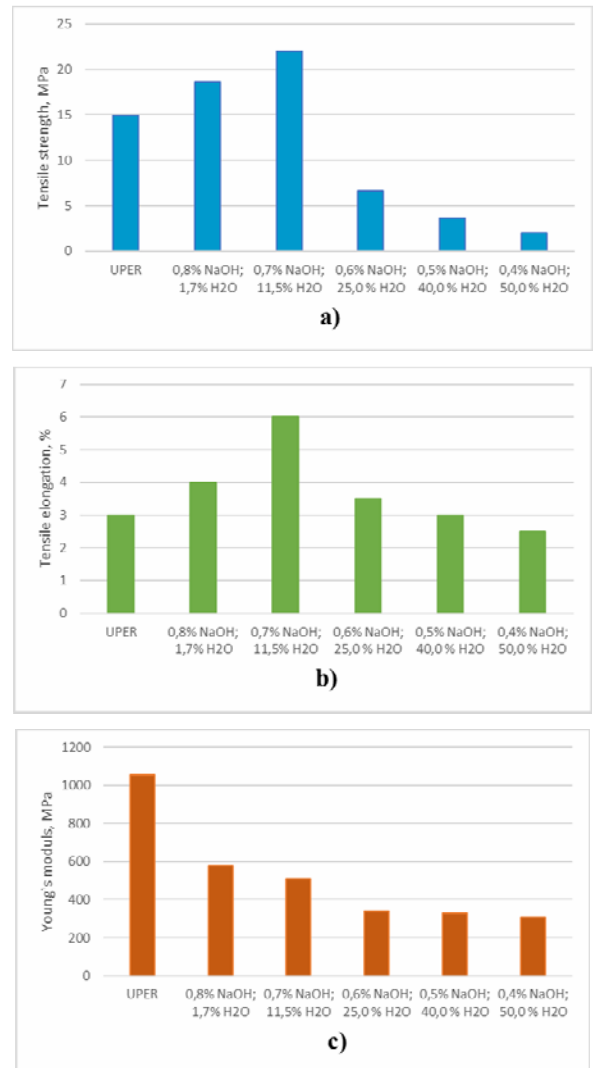 25
20
15
10
5
0
Tensile strength, MPa
UPER
0,8% NaOH;
1,7% H2O
0,7% NaOH;
11,5% H2O
0,6% NaOH;
25,0 % H2O
0,5% NaOH;
40,0 % H2O
0,4% NaOH;
50,0 % H2O
a)
7
6
5
4
3
2
1
0
Tensile elongation, %
UPER
0,8% NaOH;
1,7% H2O
0,7% NaOH;
11,5% H2O
0,6% NaOH;
25,0 % H2O
0,5% NaOH;
40,0 % H2O
0,4% NaOH;
50,0 % H2O
b)
1200
1000
800
600
400
200
0
Young`s moduls, MPa
UPER
0,8% NaOH;
1,7% H2O
0,7% NaOH;
11,5% H2O
0,6% NaOH;
25,0 % H2O
0,5% NaOH;
40,0 % H2O
0,4% NaOH;
50,0 % H2O
c)